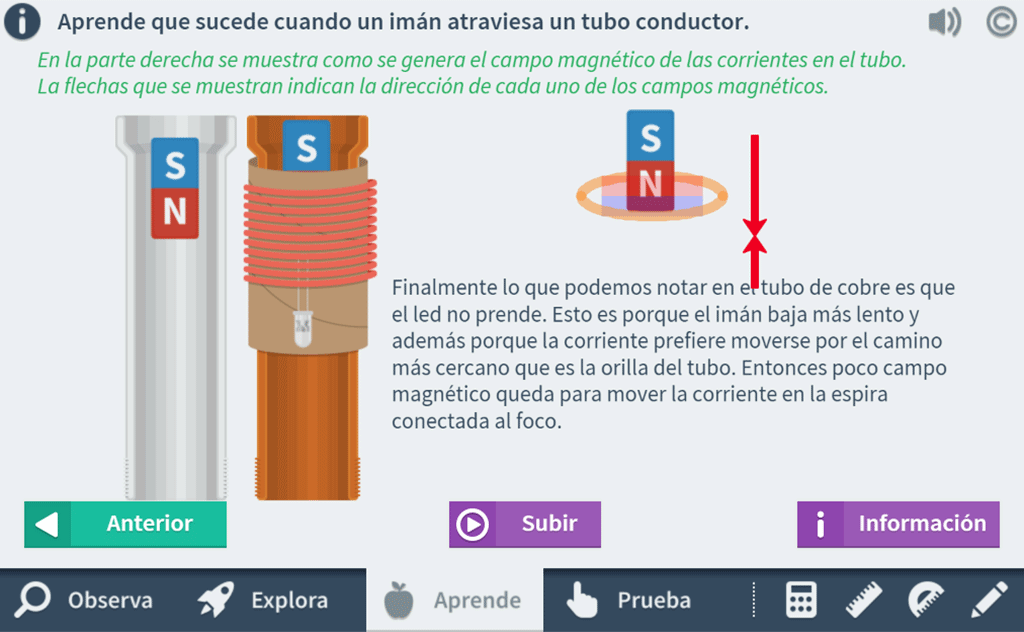 Aprende que sucede cuando un imán atraviesa un tubo conductor.
En la parte derecha se muestra como se genera el campo magnético de las corrientes en el tubo.
La flechas que se muestran indican la dirección de cada uno de los campos magnéticos.
S
N
S
S
N
Finalmente lo que podemos notar en el tubo de cobre es que
el led no prende. Esto es porque el imán baja más lento y
además porque la corriente prefiere moverse por el camino
más cercano que es la orilla del tubo. Entonces poco campo
magnético queda para mover la corriente en la espira
conectada al foco.
Anterior
Subir
Información
Observa
Explora
Aprende
Prueba